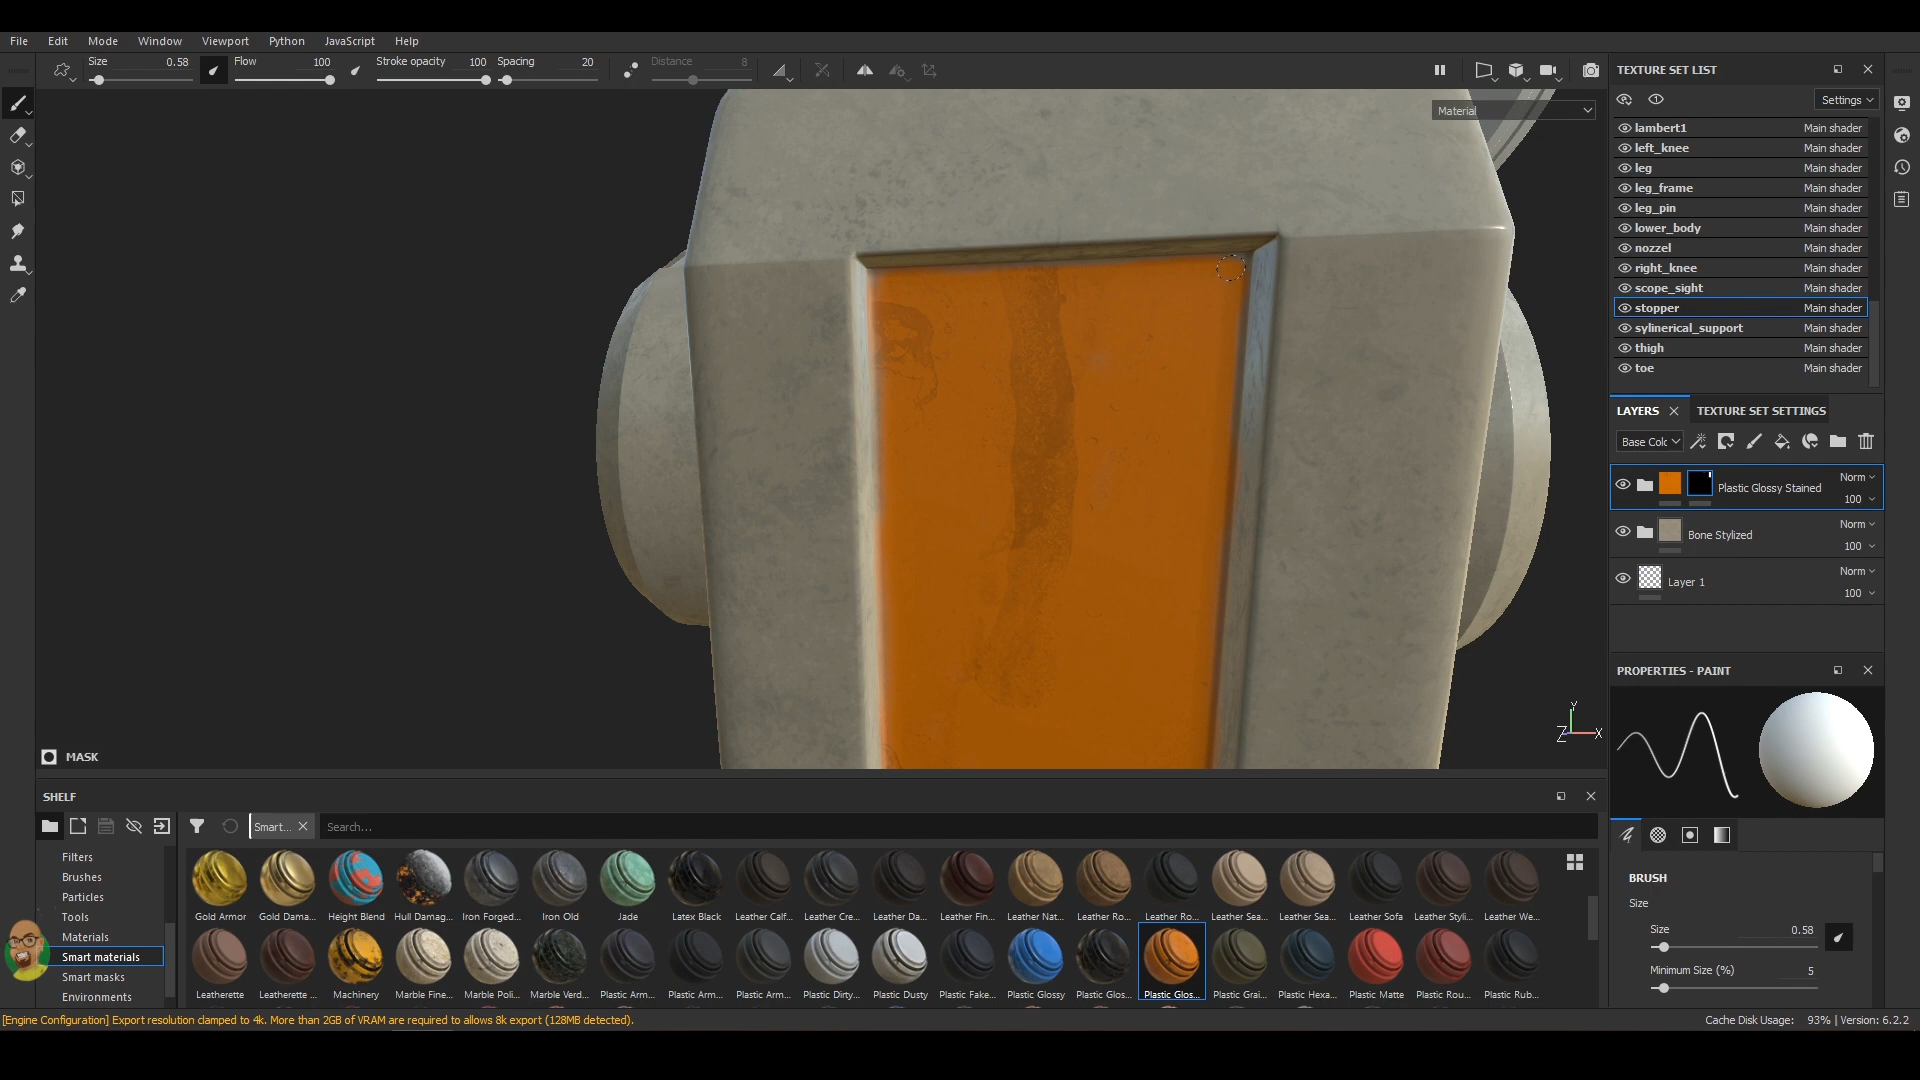 File Edit Mode Window Viewport Python JavaScript Help
Size 0.58 Flow 100 Stroke opacity 100 Spacing 20 Distance 8
Material
TEXTURE SET LIST
Settings
lambert1 Main shader
left_knee Main shader
leg Main shader
leg_frame Main shader
leg_pin Main shader
lower_body Main shader
nozzel Main shader
right_knee Main shader
scope_sight Main shader
stopper Main shader
sylinerical_support Main shader
thigh Main shader
toe Main shader
LAYERS TEXTURE SET SETTINGS
Base Colc
Plastic Glossy Stained Norm
100
Bone Stylized Norm
100
Layer 1 Norm
100
PROPERTIES - PAINT
BRUSH
Size
Size 0.58
Minimum Size (%) 5
Y
Z X
MASK
SHELF
Smart... Search...
Filters
Brushes
Particles
Tools
Materials
Smart materials
Smart masks
Environments
Gold Armor Gold Dama... Height Blend Hull Damag... Iron Forged... Iron Old Jade Latex Black Leather Calf... Leather Cre... Leather Da... Leather Fin... Leather Nat... Leather Ro... Leather Ro... Leather Sea... Leather Sea... Leather Sofa Leather Styli... Leather We...
Leatherette Leatherette ... Machinery Marble Fine... Marble Poli... Marble Verd... Plastic Arm... Plastic Arm... Plastic Arm... Plastic Dirty... Plastic Dusty Plastic Fake... Plastic Glossy Plastic Glos... Plastic Glos... Plastic Grai... Plastic Hexa... Plastic Matte Plastic Rou... Plastic Rub...
[Engine Configuration] Export resolution clamped to 4k. More than 2GB of VRAM are required to allows 8k export (128MB detected).
Cache Disk Usage: 93% | Version: 6.2.2